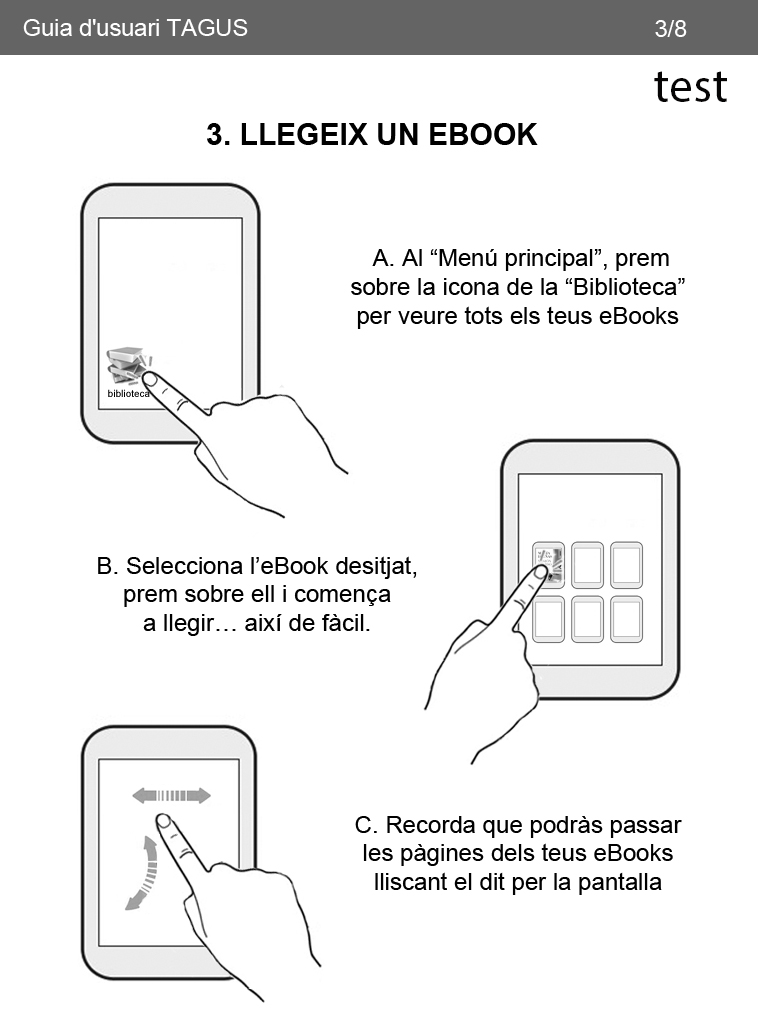 Guia d'usuari TAGUS
3/8
test
3. LLEGEIX UN EBOOK
A. Al “Menú principal”, prem
sobre la icona de la “Biblioteca”
per veure tots els teus eBooks
biblioteca
B. Selecciona l’eBook desitjat,
prem sobre ell i comença
a llegir… així de fàcil.
C. Recorda que podràs passar
les pàgines dels teus eBooks
lliscant el dit per la pantalla